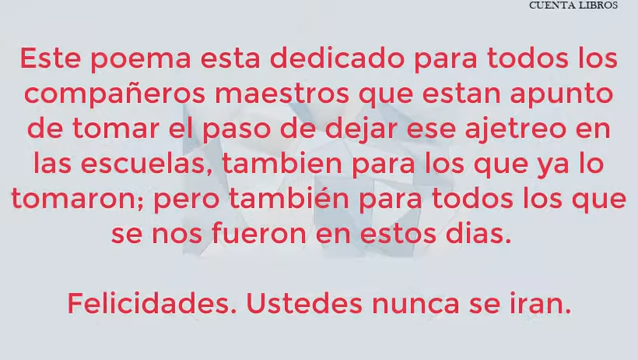 CUENTA LIBROS
Este poema esta dedicado para todos los
compañeros maestros que estan apunto
de tomar el paso de dejar ese ajetreo en
las escuelas, tambien para los que ya lo
tomaron; pero también para todos los que
se nos fueron en estos dias.
Felicidades. Ustedes nunca se iran.